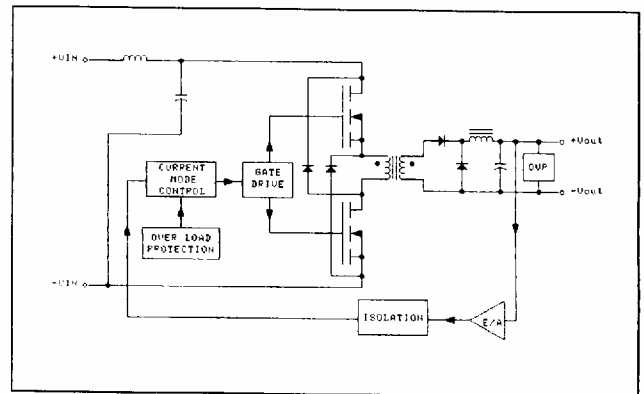 +VIN
CURRENT
MODE
CONTROL
GATE
DRIVE
OVER LOAD
PROTECTION
+Vout
OVP
-Vout
-VIN
ISOLATION
E/A